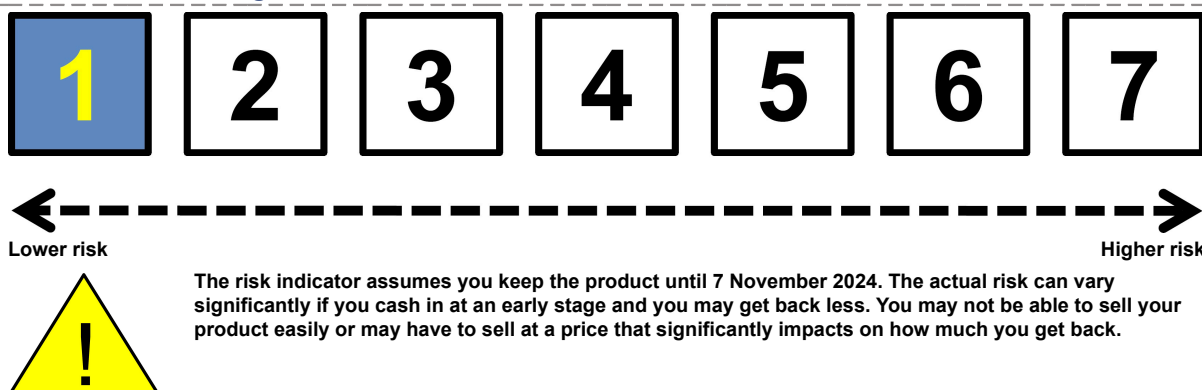 1 2 3 4 5 6 7
Lower risk Higher risk
The risk indicator assumes you keep the product until 7 November 2024. The actual risk can vary
significantly if you cash in at an early stage and you may get back less. You may not be able to sell your
product easily or may have to sell at a price that significantly impacts on how much you get back.
!